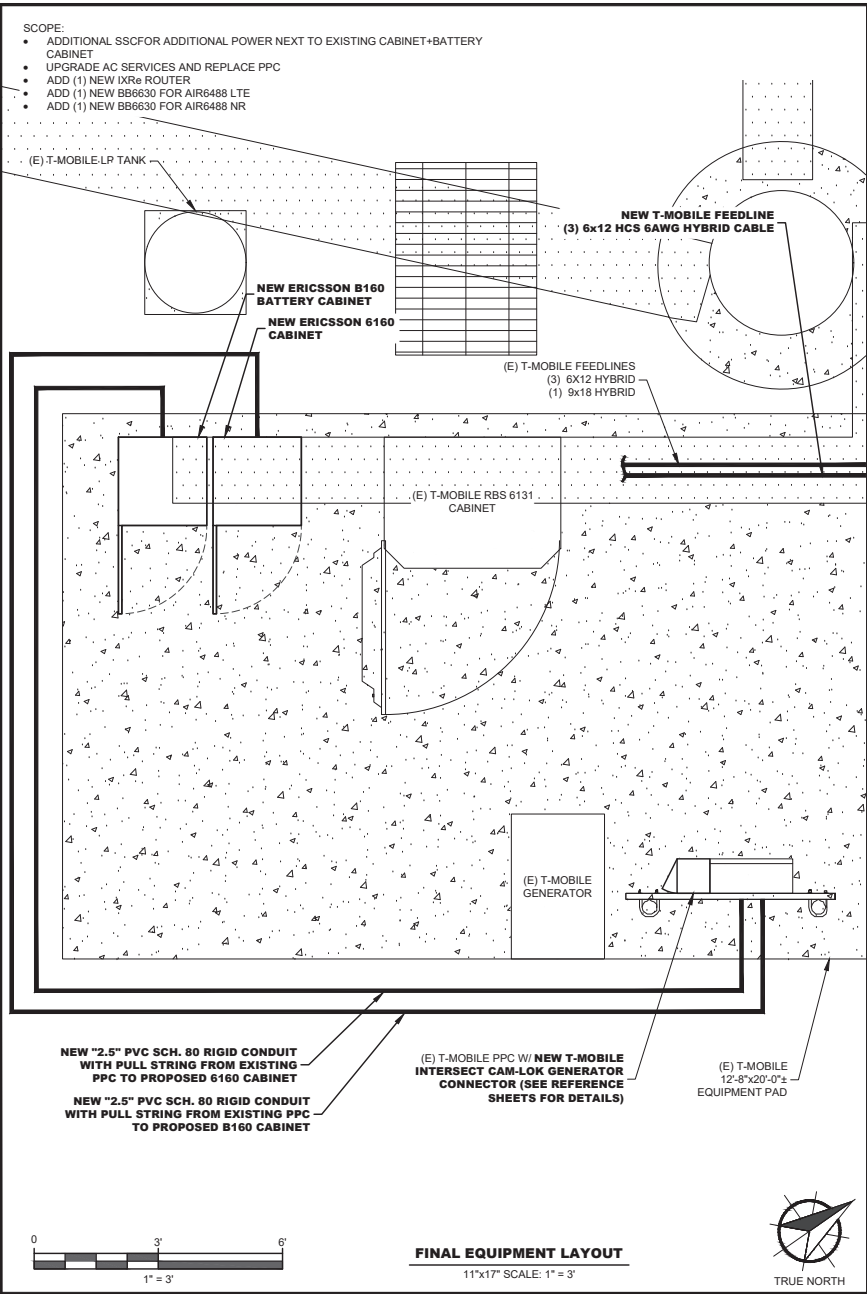 SCOPE:
• ADDITIONAL SSCFOR ADDITIONAL POWER NEXT TO EXISTING CABINET+BATTERY
CABINET
• UPGRADE AC SERVICES AND REPLACE PPC
• ADD (1) NEW IXRe ROUTER
• ADD (1) NEW BB6630 FOR AIR6488 LTE
• ADD (1) NEW BB6630 FOR AIR6488 NR
(E) T-MOBILE LP TANK
NEW T-MOBILE FEEDLINE
(3) 6x12 HCS 6AWG HYBRID CABLE
NEW ERICSSON B160
BATTERY CABINET
NEW ERICSSON 6160
CABINET
(E) T-MOBILE FEEDLINES
(3) 6X12 HYBRID
(1) 9x18 HYBRID
(E) T-MOBILE RBS 6131
CABINET
(E) T-MOBILE
GENERATOR
NEW "2.5" PVC SCH. 80 RIGID CONDUIT
WITH PULL STRING FROM EXISTING
PPC TO PROPOSED 6160 CABINET
NEW "2.5" PVC SCH. 80 RIGID CONDUIT
WITH PULL STRING FROM EXISTING PPC
TO PROPOSED B160 CABINET
(E) T-MOBILE PPC W/ NEW T-MOBILE
INTERSECT CAM-LOK GENERATOR
CONNECTOR (SEE REFERENCE
SHEETS FOR DETAILS)
(E) T-MOBILE
12'-8"x20'-0"±
EQUIPMENT PAD
0 3' 6'
1" = 3'
FINAL EQUIPMENT LAYOUT
11"x17" SCALE: 1" = 3'
TRUE NORTH